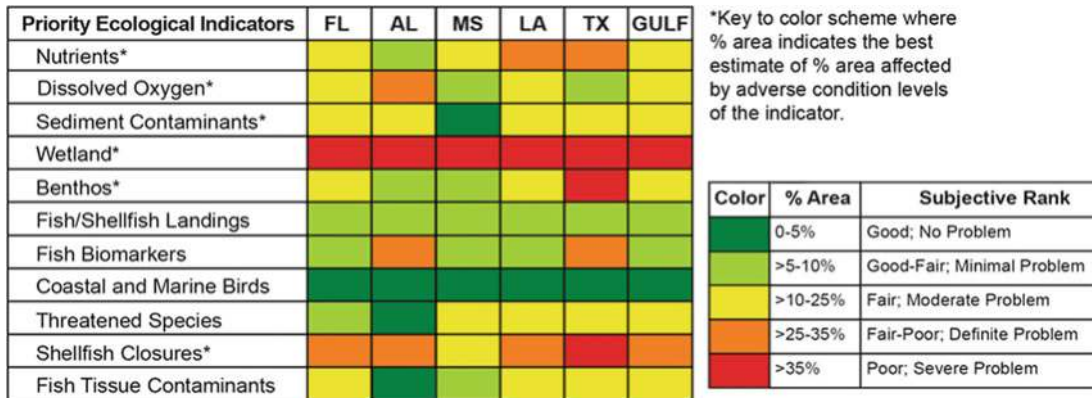 Priority Ecological Indicators FL AL MS LA TX GULF
Nutrients*
Dissolved Oxygen*
Sediment Contaminants*
Wetland*
Benthos*
Fish/Shellfish Landings
Fish Biomarkers
Coastal and Marine Birds
Threatened Species
Shellfish Closures*
Fish Tissue Contaminants
*Key to color scheme where
% area indicates the best
estimate of % area affected
by adverse condition levels
of the indicator.
Color % Area Subjective Rank
0-5% Good; No Problem
>5-10% Good-Fair; Minimal Problem
>10-25% Fair; Moderate Problem
>25-35% Fair-Poor; Definite Problem
>35% Poor; Severe Problem